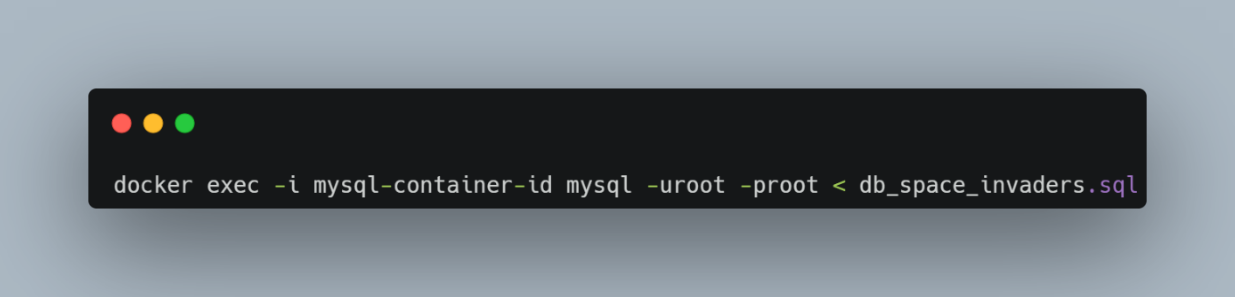 docker exec -i mysql-container-id mysql -uroot -proot < db_space_invaders.sql